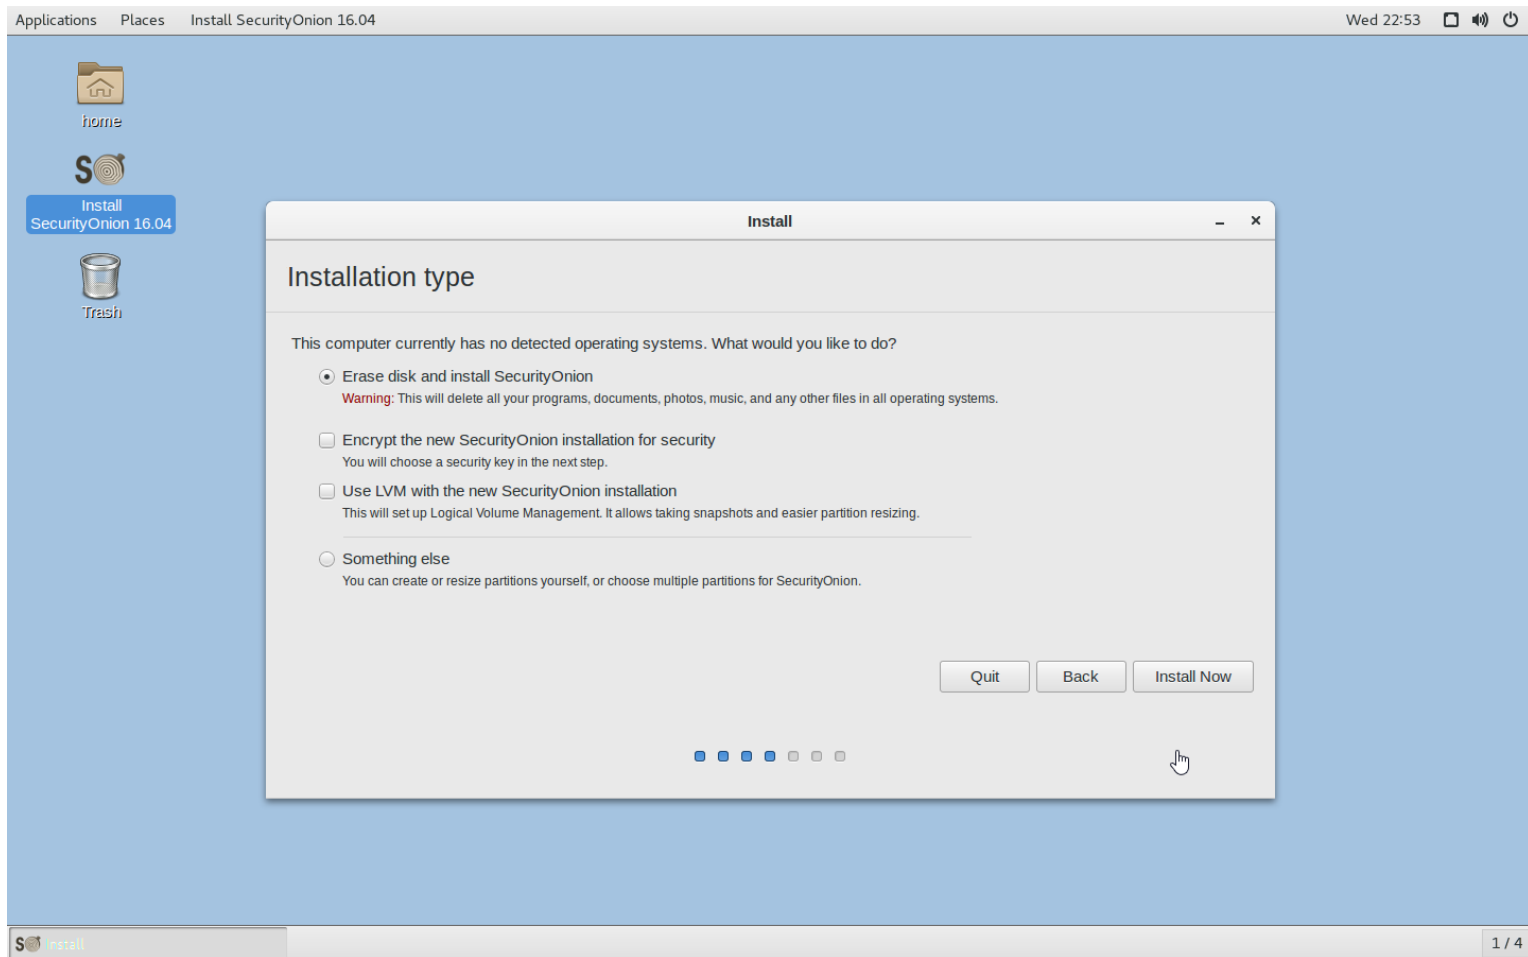 Applications Places Install SecurityOnion 16.04 Wed 22:53
home
SO
Install
SecurityOnion 16.04
Trash
Install
Installation type
This computer currently has no detected operating systems. What would you like to do?
Erase disk and install SecurityOnion
Warning: This will delete all your programs, documents, photos, music, and any other files in all operating systems.
Encrypt the new SecurityOnion installation for security
You will choose a security key in the next step.
Use LVM with the new SecurityOnion installation
This will set up Logical Volume Management. It allows taking snapshots and easier partition resizing.
Something else
You can create or resize partitions yourself, or choose multiple partitions for SecurityOnion.
Quit Back Install Now
SO Install 1 / 4